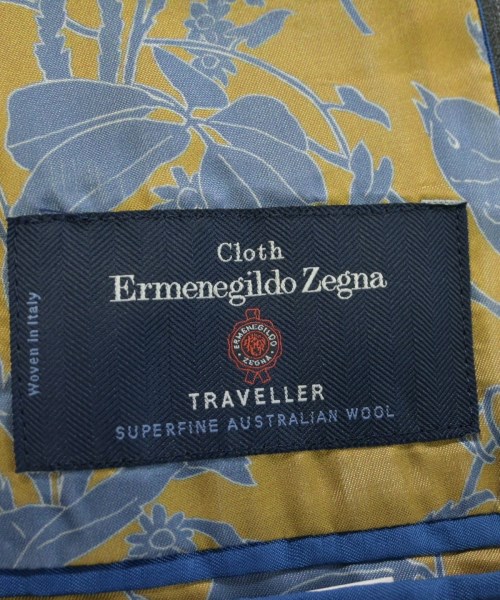 Cloth
Ermenegildo Zegna
ERMENEGILDO
ZEGNA
TRAVELLER
SUPERFINE AUSTRALIAN WOOL
Woven in Italy